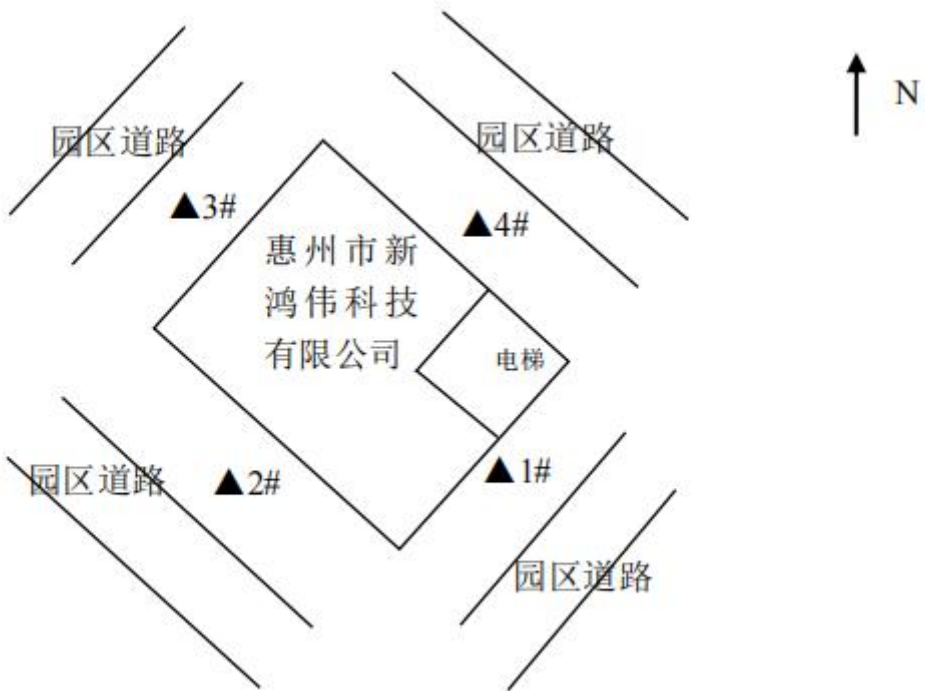 N
园区道路
园区道路
▲3#
▲4#
惠州市新
鸿伟科技
有限公司
电梯
▲1#
园区道路
▲2#
园区道路